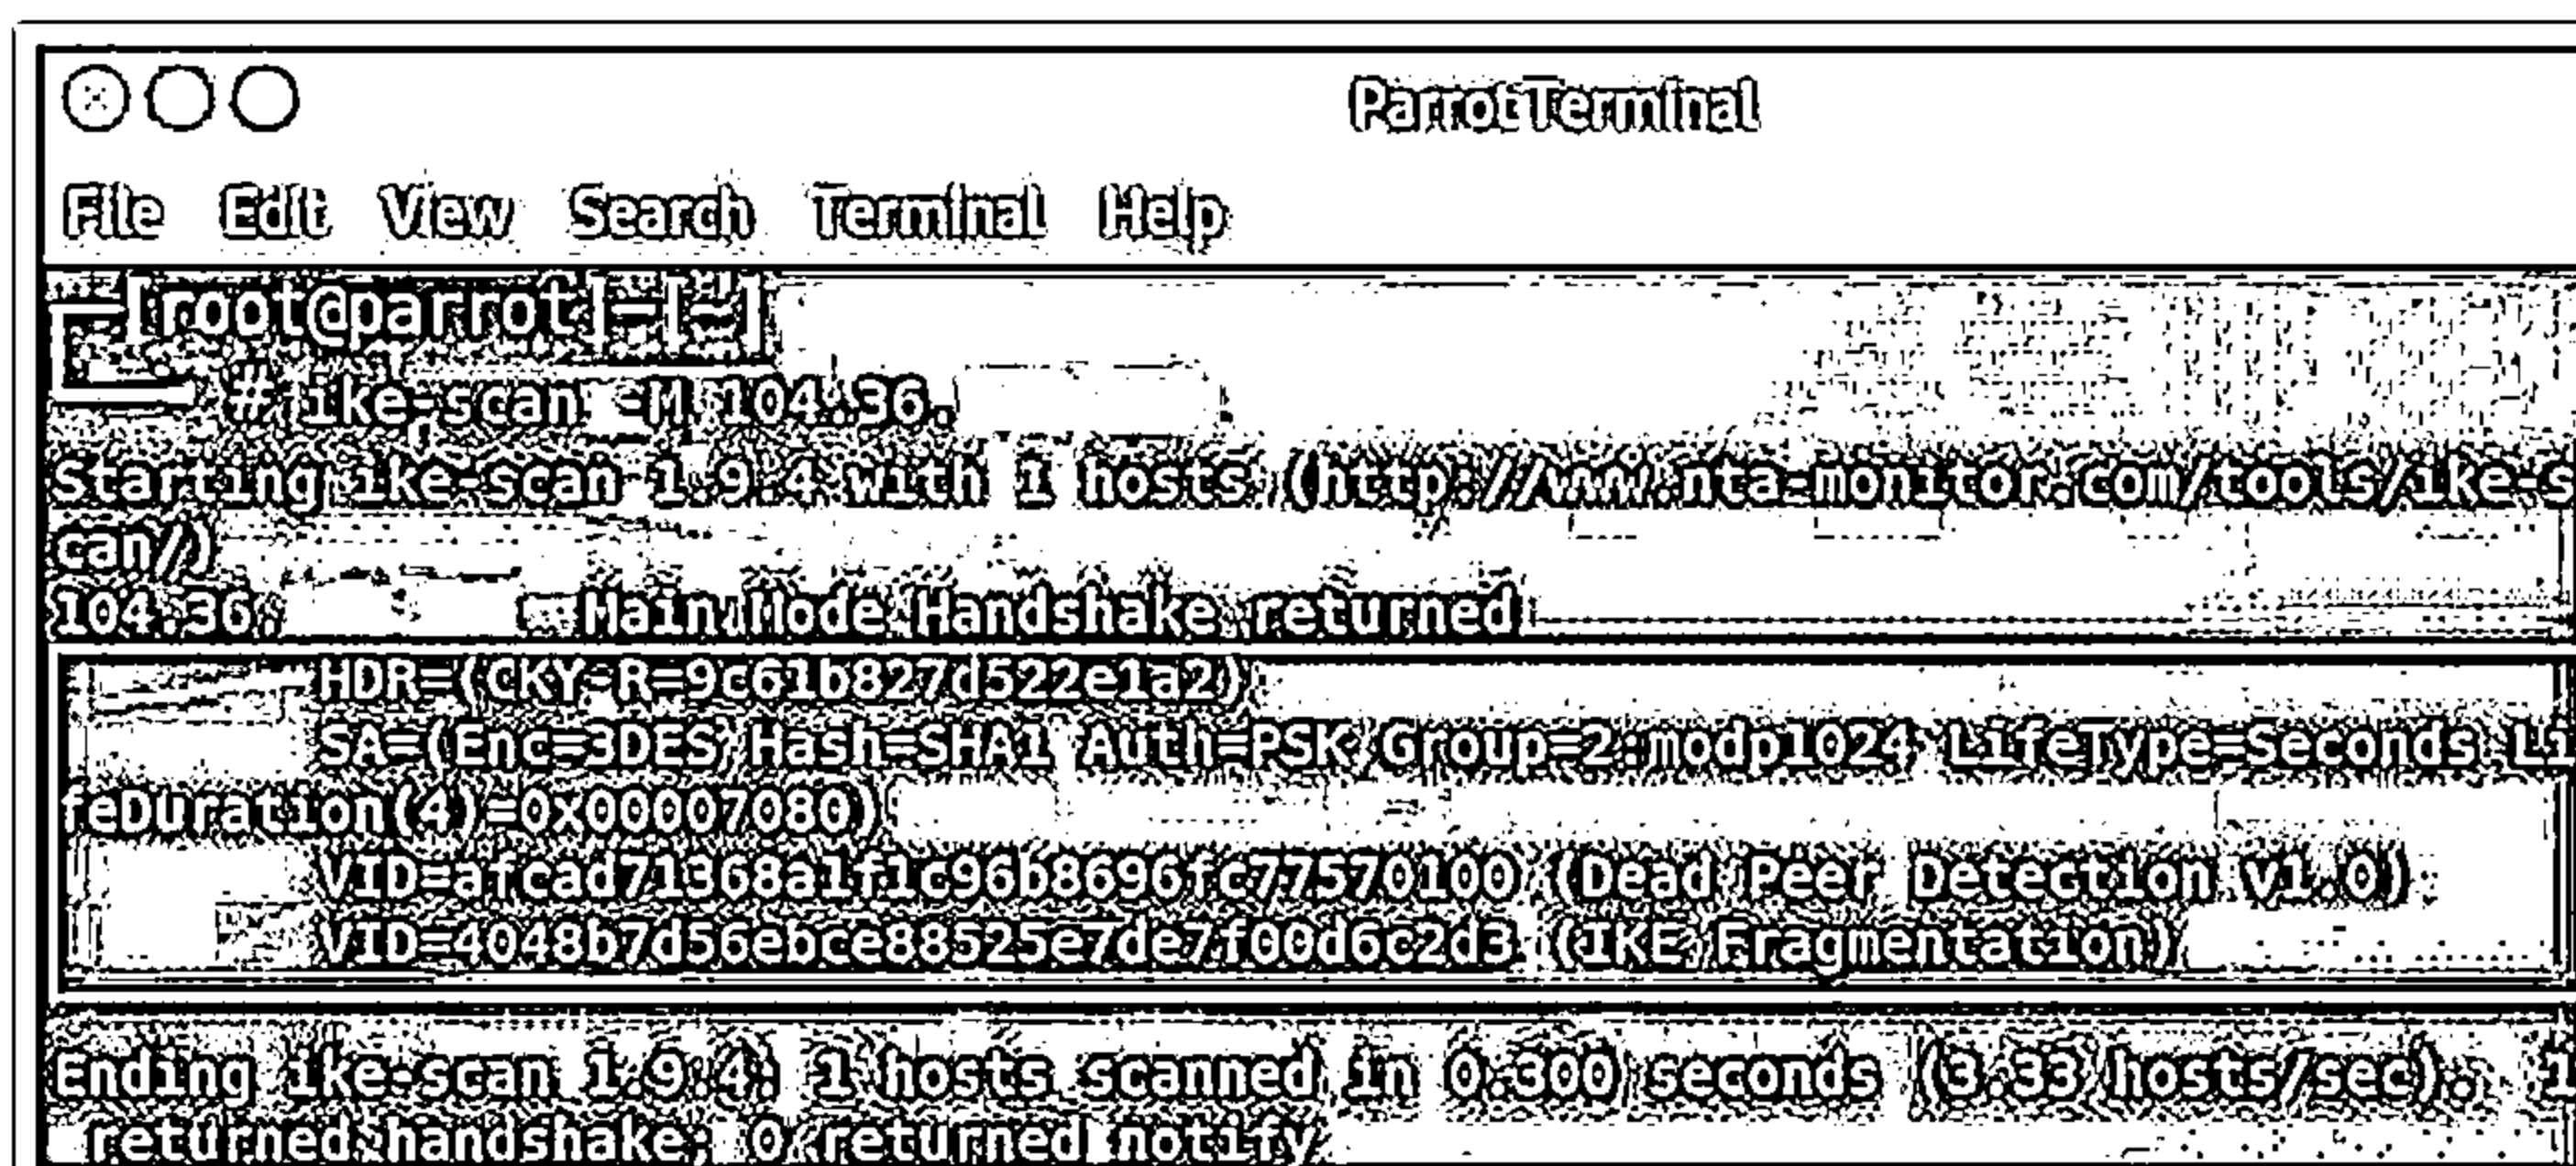 Parrot Terminal
File Edit View Search Terminal Help
[root@parrot]─[~]
# ike-scan -M 104.36.
Starting ike-scan 1.9.4 with 1 hosts (http://www.nta-monitor.com/tools/ike-s
can/)
104.36. Main Mode Handshake returned
HDR=(CKY-R=9c61b827d522e1a2)
SA=(Enc=3DES Hash=SHA1 Auth=PSK Group=2:modp1024 LifeType=Seconds Li
feDuration(4)=0x00007080)
VID=afcad71368a1f1c96b8696fc77570100 (Dead Peer Detection v1.0)
VID=4048b7d56ebce88525e7de7f00d6c2d3 (IKE Fragmentation)
Ending ike-scan 1.9.4: 1 hosts scanned in 0.300 seconds (3.33 hosts/sec). 1
returned handshake; 0 returned notify